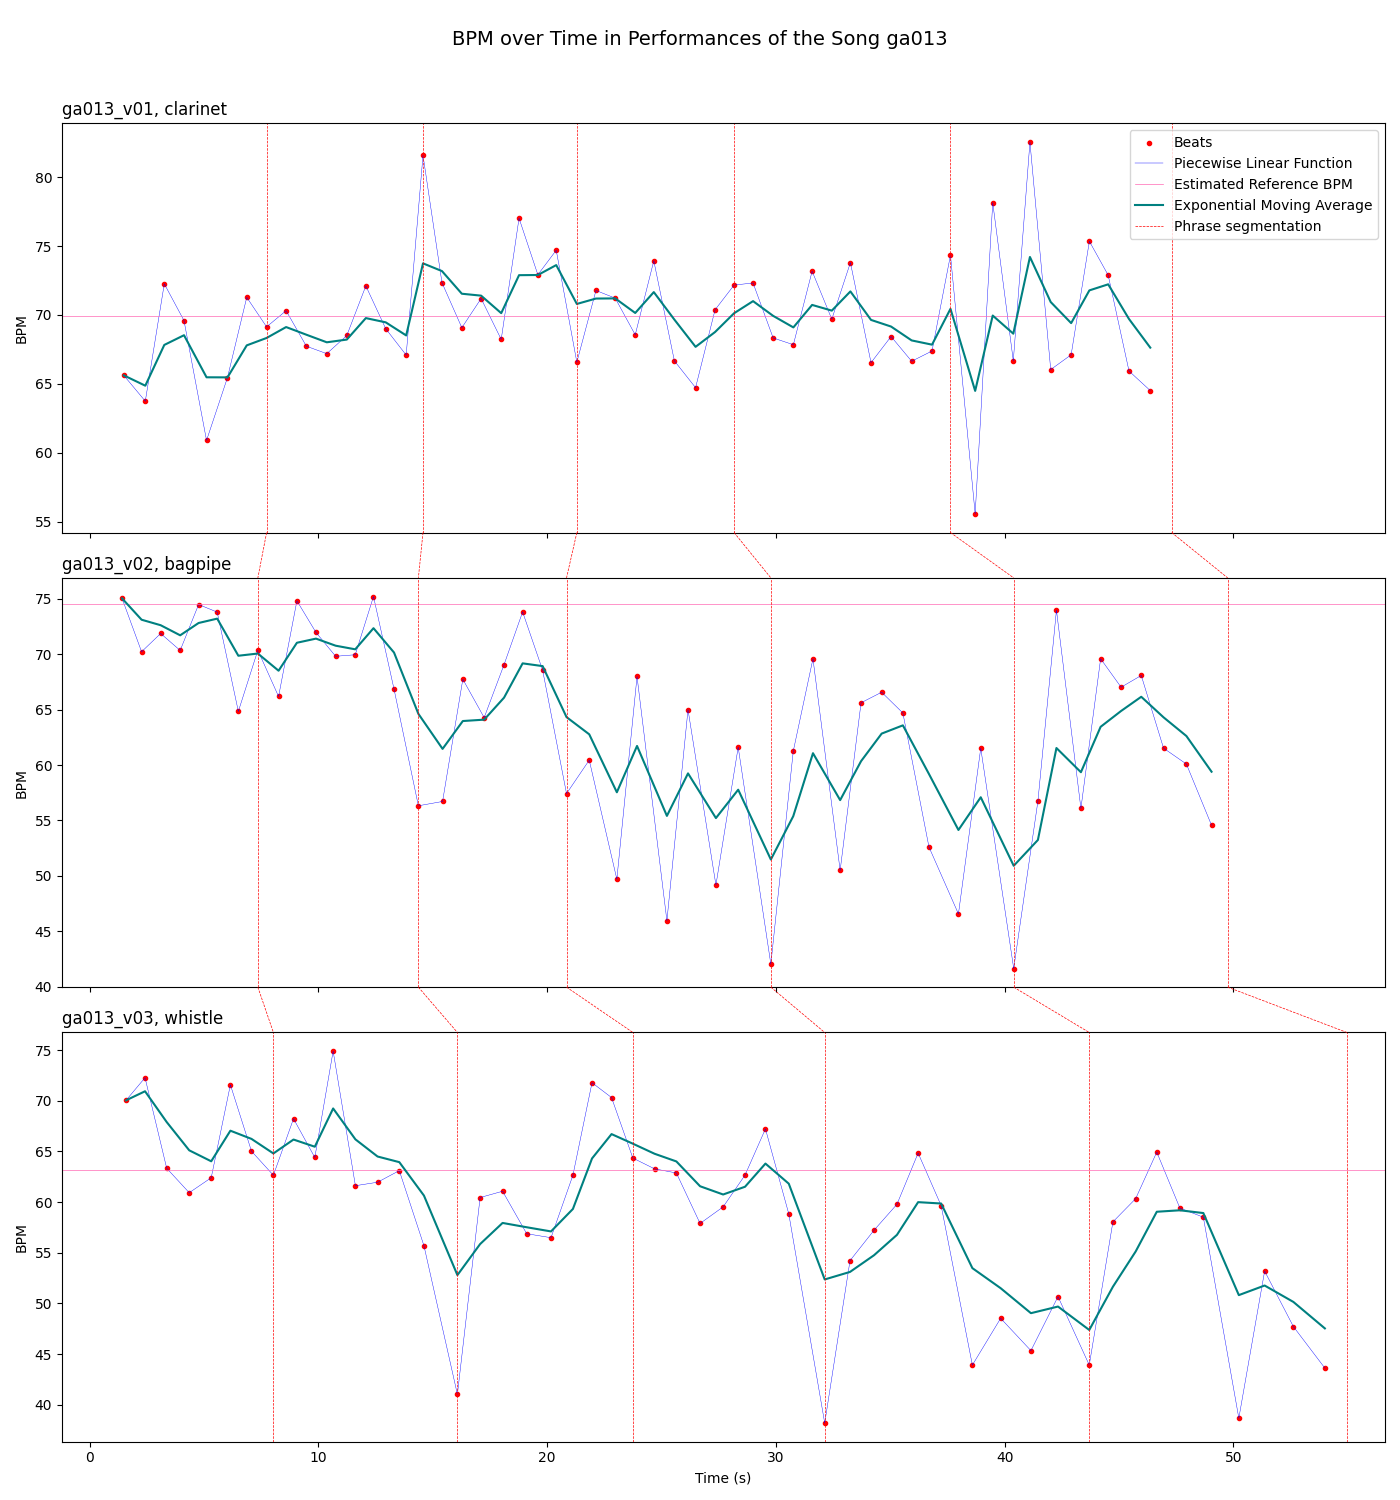 BPM over Time in Performances of the Song ga013
ga013_v01, clarinet
Beats
Piecewise Linear Function
Estimated Reference BPM
Exponential Moving Average
Phrase segmentation
80
75
70
65
60
55
BPM
ga013_v02, bagpipe
75
70
65
60
55
50
45
40
BPM
ga013_v03, whistle
75
70
65
60
55
50
45
40
BPM
0 10 20 30 40 50
Time (s)